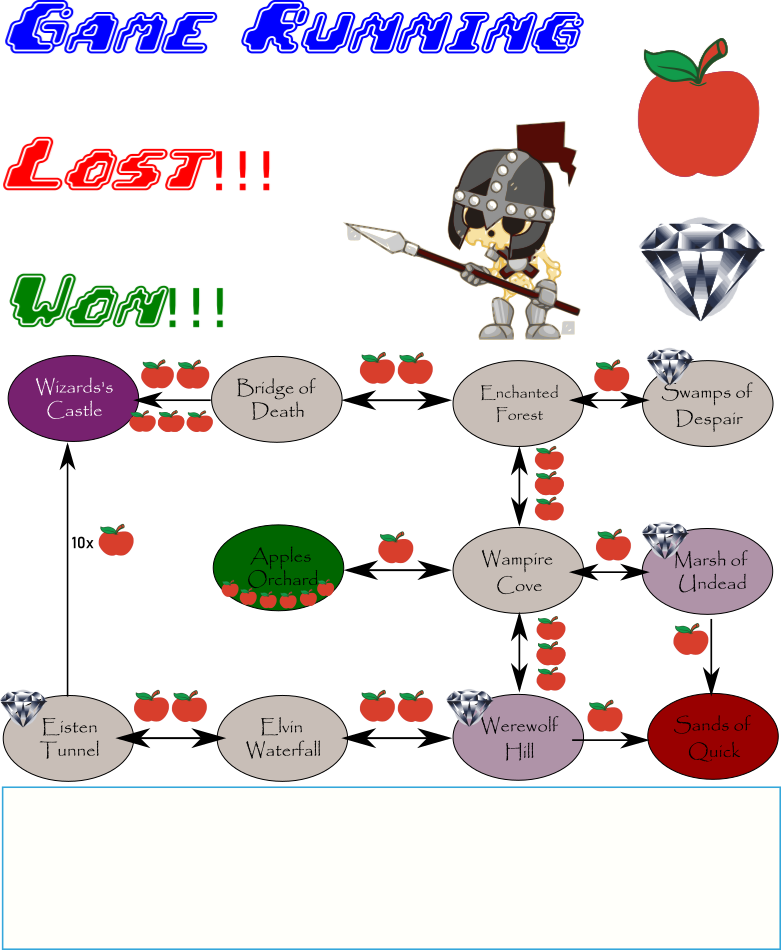 Game Running
Lost!!!
Won!!!
Wizards's
Castle
Bridge of
Death
Enchanted
Forest
Swamps of
Despair
10x
Apples
Orchard
Wampire
Cove
Marsh of
Undead
Eisten
Tunnel
Elvin
Waterfall
Werewolf
Hill
Sands of
Quick